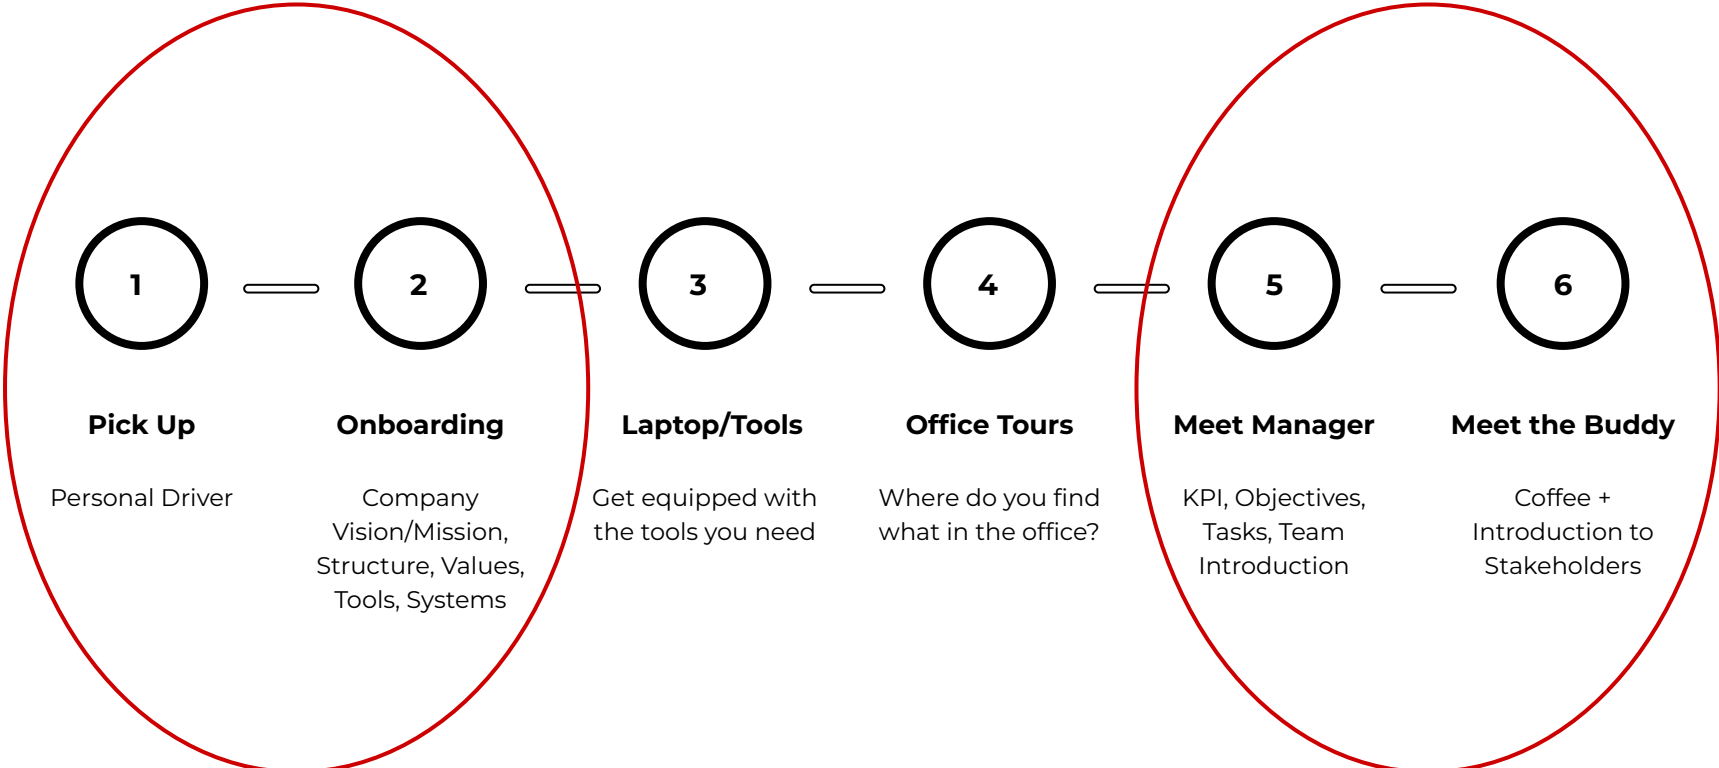 1
2
3
4
5
6
Pick Up
Personal Driver
Onboarding
Company
Vision/Mission,
Structure, Values,
Tools, Systems
Laptop/Tools
Get equipped with
the tools you need
Office Tours
Where do you find
what in the office?
Meet Manager
KPI, Objectives,
Tasks, Team
Introduction
Meet the Buddy
Coffee +
Introduction to
Stakeholders